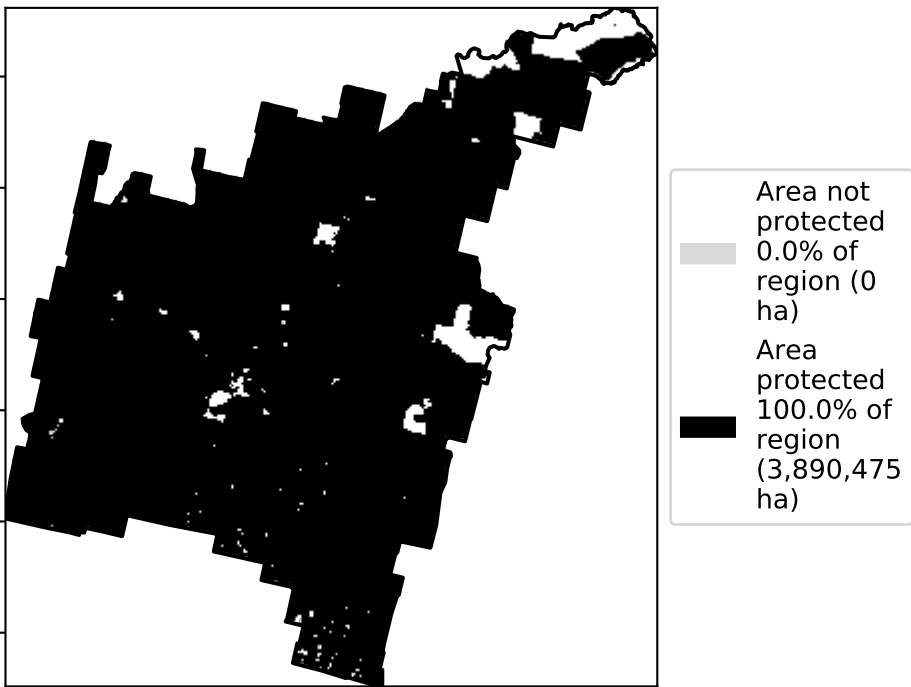 Area not
protected
0.0% of
region (0
ha)
Area
protected
100.0% of
region
(3,890,475
ha)